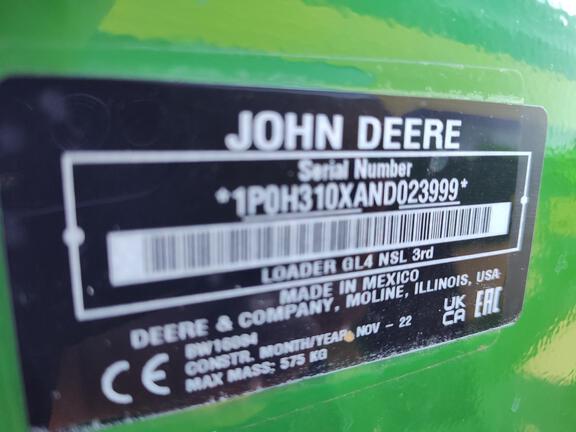 JOHN DEERE
Serial Number
*1P0H310XAND023999*
LOADER GL4 NSL 3rd
MADE IN MEXICO
DEERE & COMPANY, MOLINE, ILLINOIS, USA
CONSTR. MONTH/YEAR, NOV - 22
MAX MASS; 575 KG
CE
UK
CA
EAC